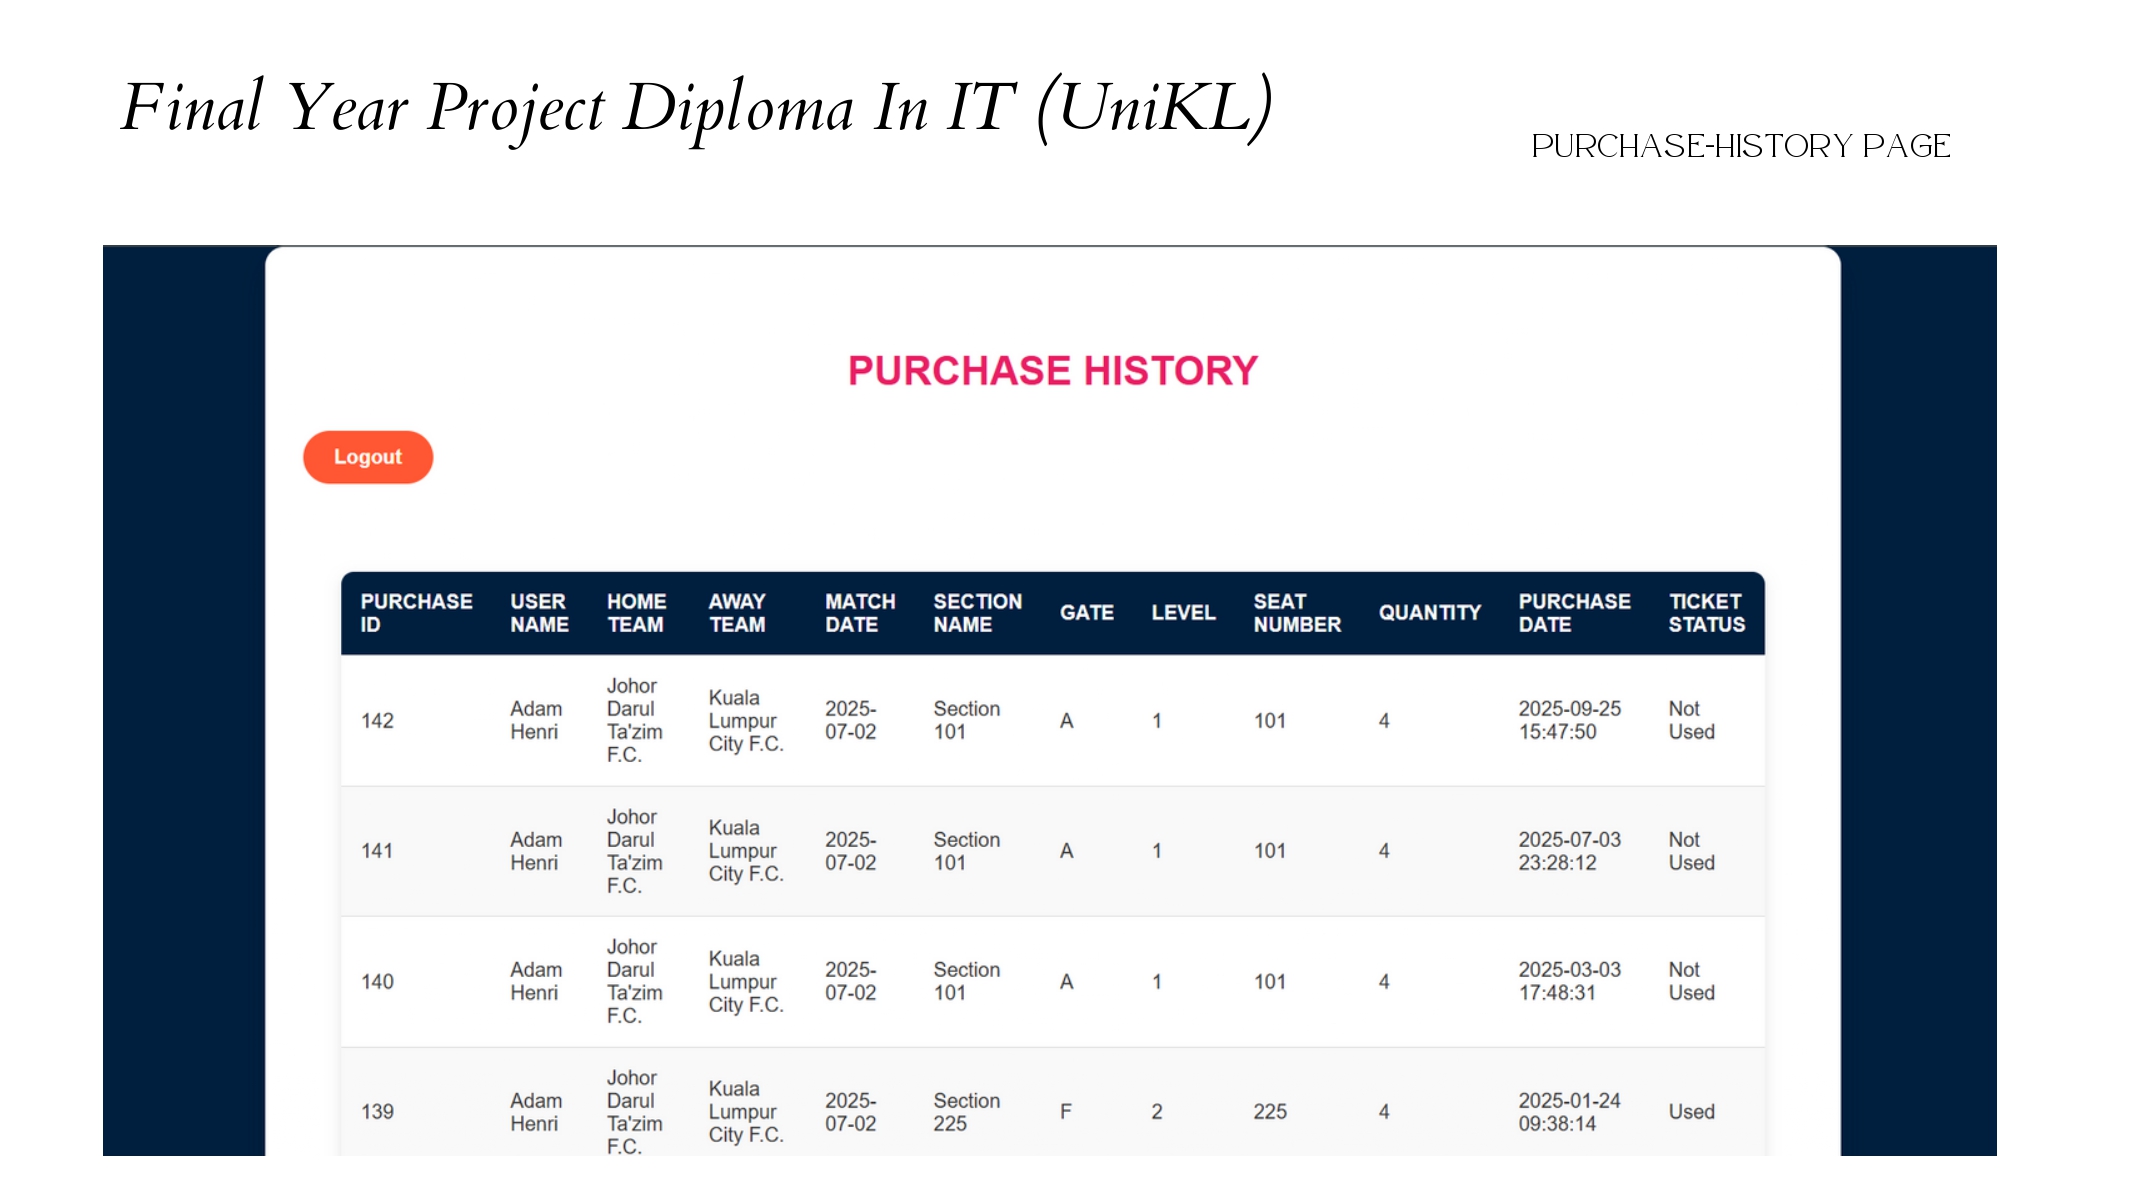 Final Year Project Diploma In IT (UniKL)
PURCHASE-HISTORY PAGE
PURCHASE HISTORY
Logout
PURCHASE ID USER NAME HOME TEAM AWAY TEAM MATCH DATE SECTION NAME GATE LEVEL SEAT NUMBER QUANTITY PURCHASE DATE TICKET STATUS
142 Adam Henri Johor Darul Ta'zim F.C. Kuala Lumpur City F.C. 2025-07-02 Section 101 A 1 101 4 2025-09-25 15:47:50 Not Used
141 Adam Henri Johor Darul Ta'zim F.C. Kuala Lumpur City F.C. 2025-07-02 Section 101 A 1 101 4 2025-07-03 23:28:12 Not Used
140 Adam Henri Johor Darul Ta'zim F.C. Kuala Lumpur City F.C. 2025-07-02 Section 101 A 1 101 4 2025-03-03 17:48:31 Not Used
139 Adam Henri Johor Darul Ta'zim F.C. Kuala Lumpur City F.C. 2025-07-02 Section 225 F 2 225 4 2025-01-24 09:38:14 Used